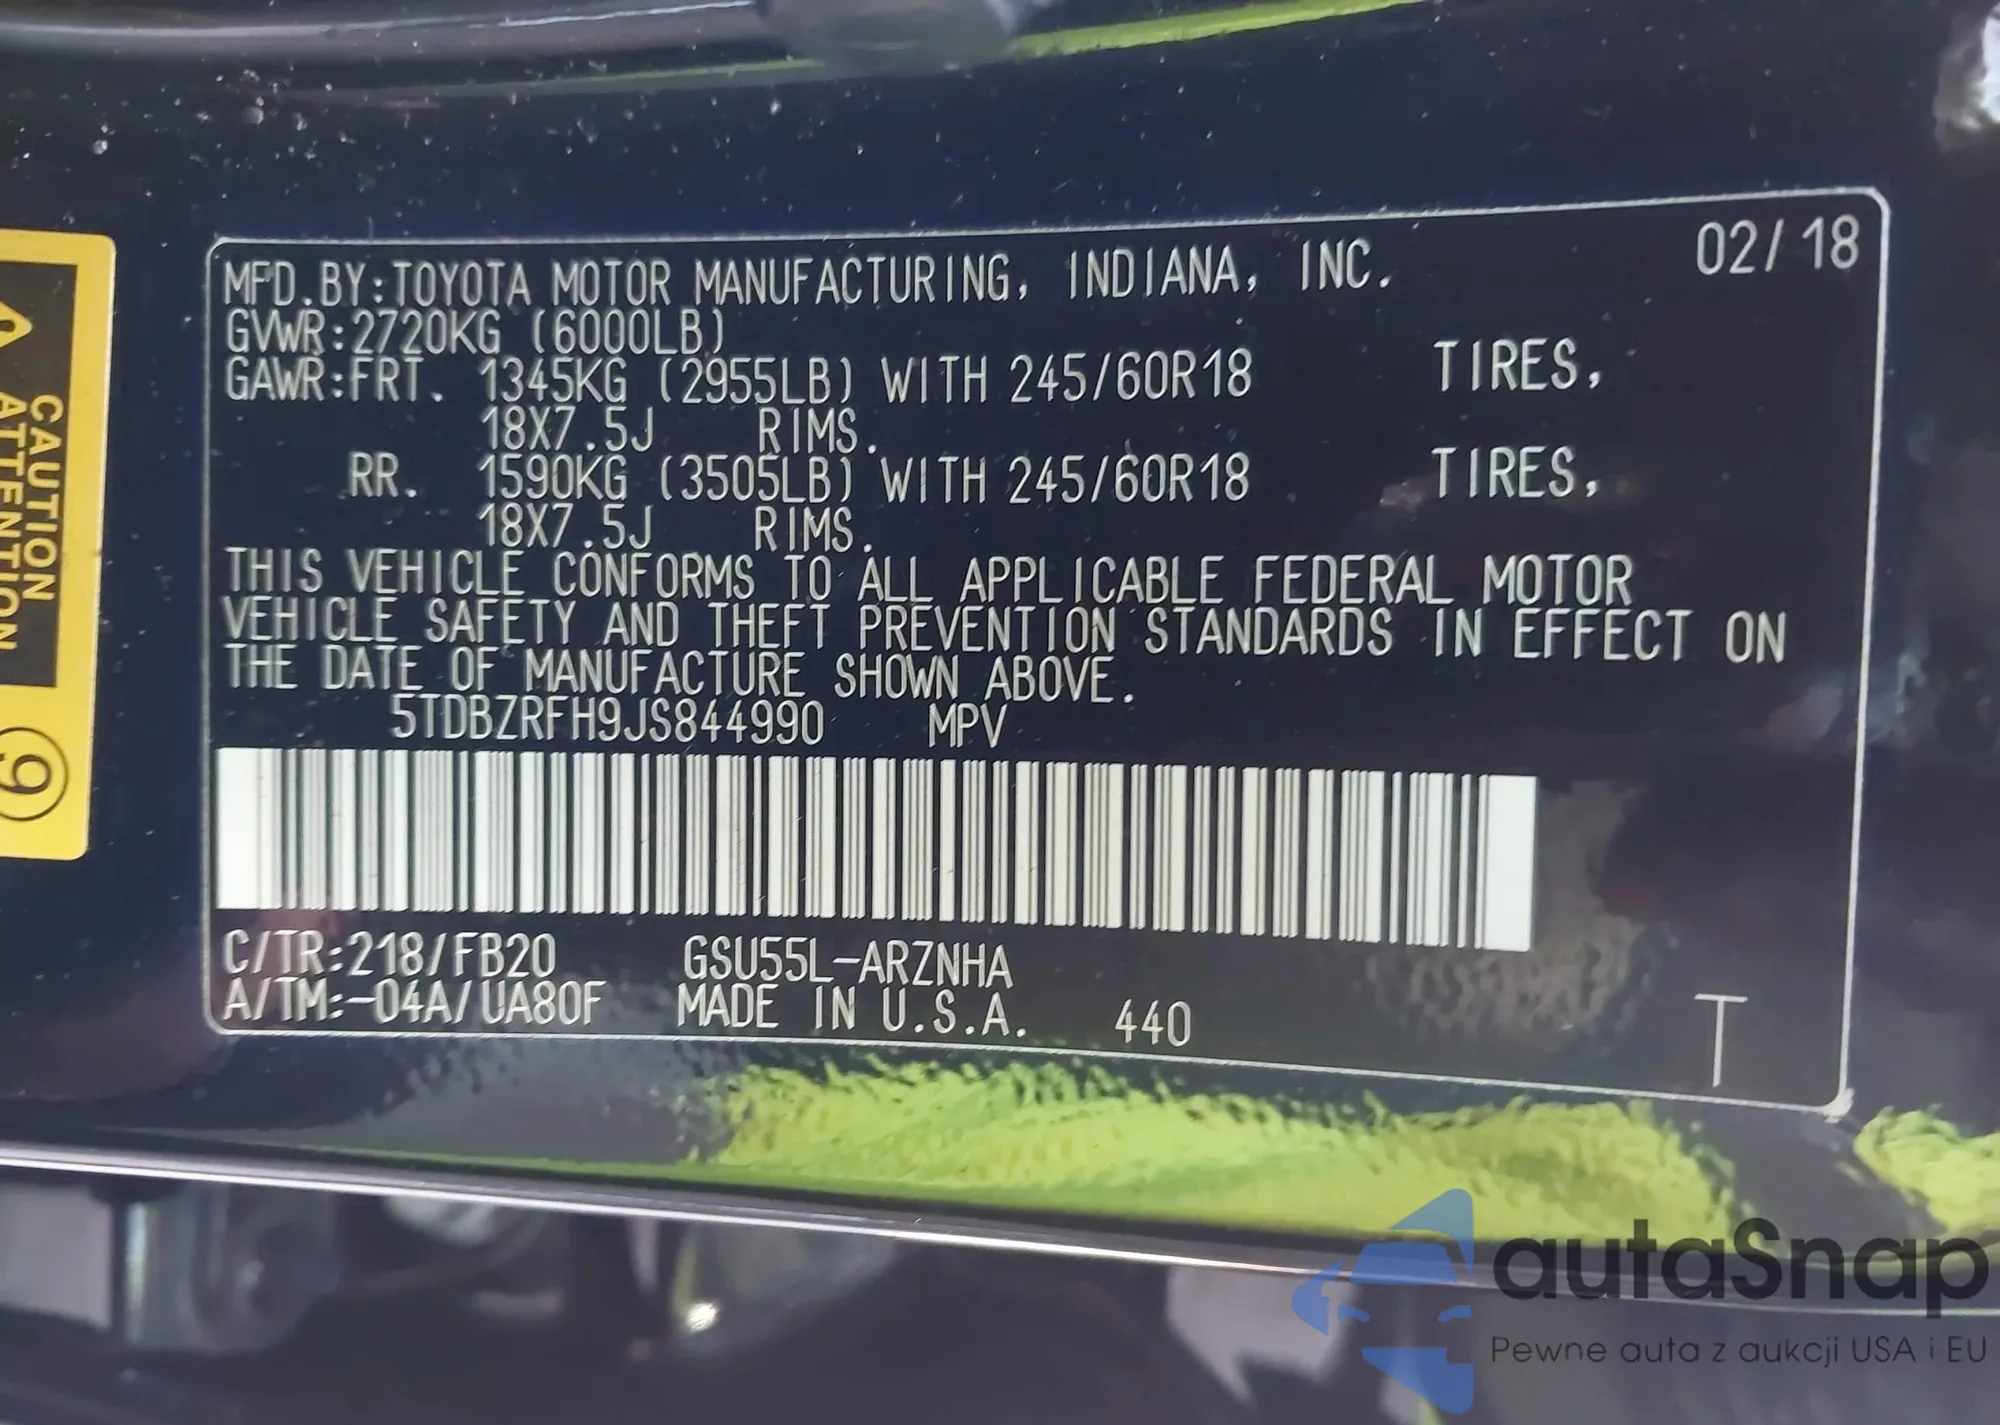 02/18
MFD.BY:TOYOTA MOTOR MANUFACTURING, INDIANA, INC.
GVWR:2720KG (6000LB)
GAWR:FRT. 1345KG (2955LB) WITH 245/60R18 TIRES,
18X7.5J RIMS.
RR. 1590KG (3505LB) WITH 245/60R18 TIRES,
18X7.5J RIMS.
THIS VEHICLE CONFORMS TO ALL APPLICABLE FEDERAL MOTOR
VEHICLE SAFETY AND THEFT PREVENTION STANDARDS IN EFFECT ON
THE DATE OF MANUFACTURE SHOWN ABOVE.
5TDBZRFH9JS844990 MPV
C/TR:218/FB20 GSU55L-ARZNHA
A/TM:-04A/UA80F MADE IN U.S.A. 440
T
CAUTION
ATTENTION
9
autaSnap
Pewne auta z aukcji USA i EU